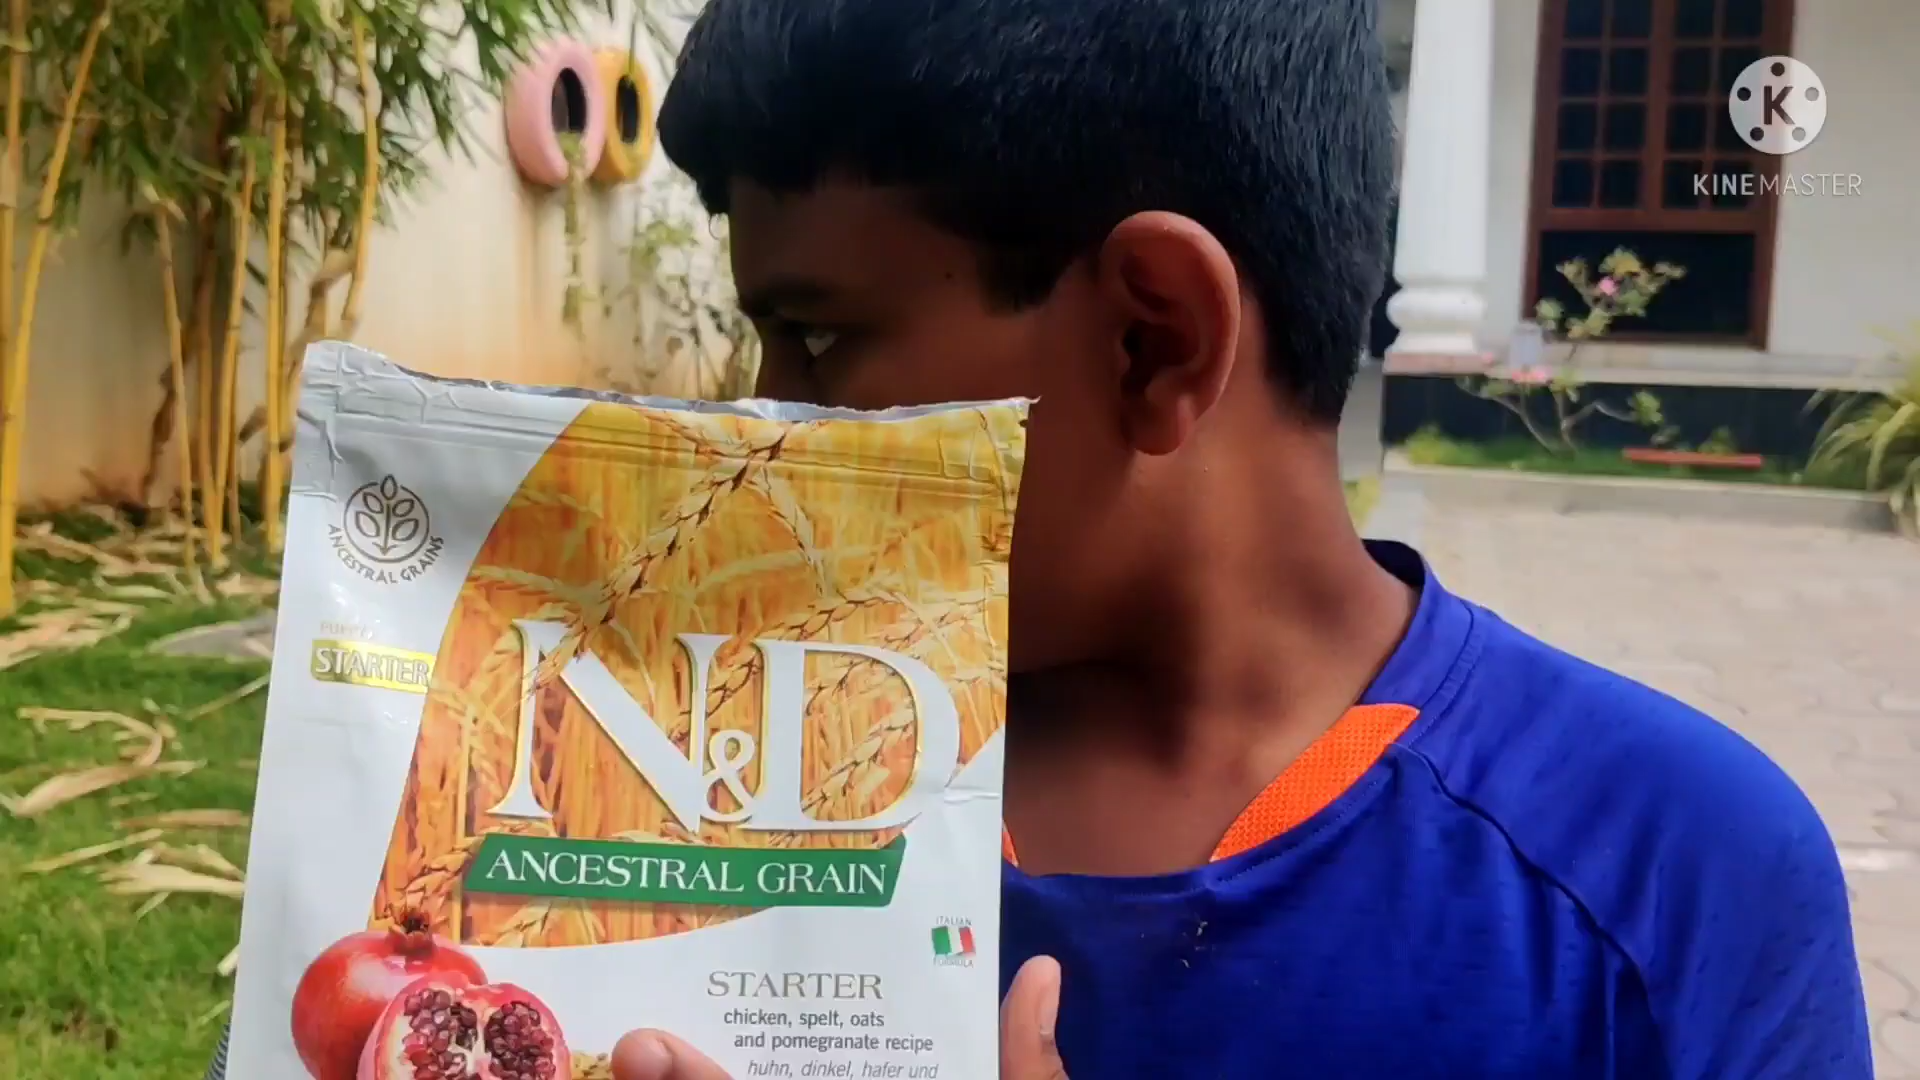 K
KINEMASTER
ANCESTRAL GRAINS
PUPPY
STARTER
N&D
ANCESTRAL GRAIN
ITALIAN
FORMULA
STARTER
chicken, spelt, oats
and pomegranate recipe
huhn, dinkel, hafer und